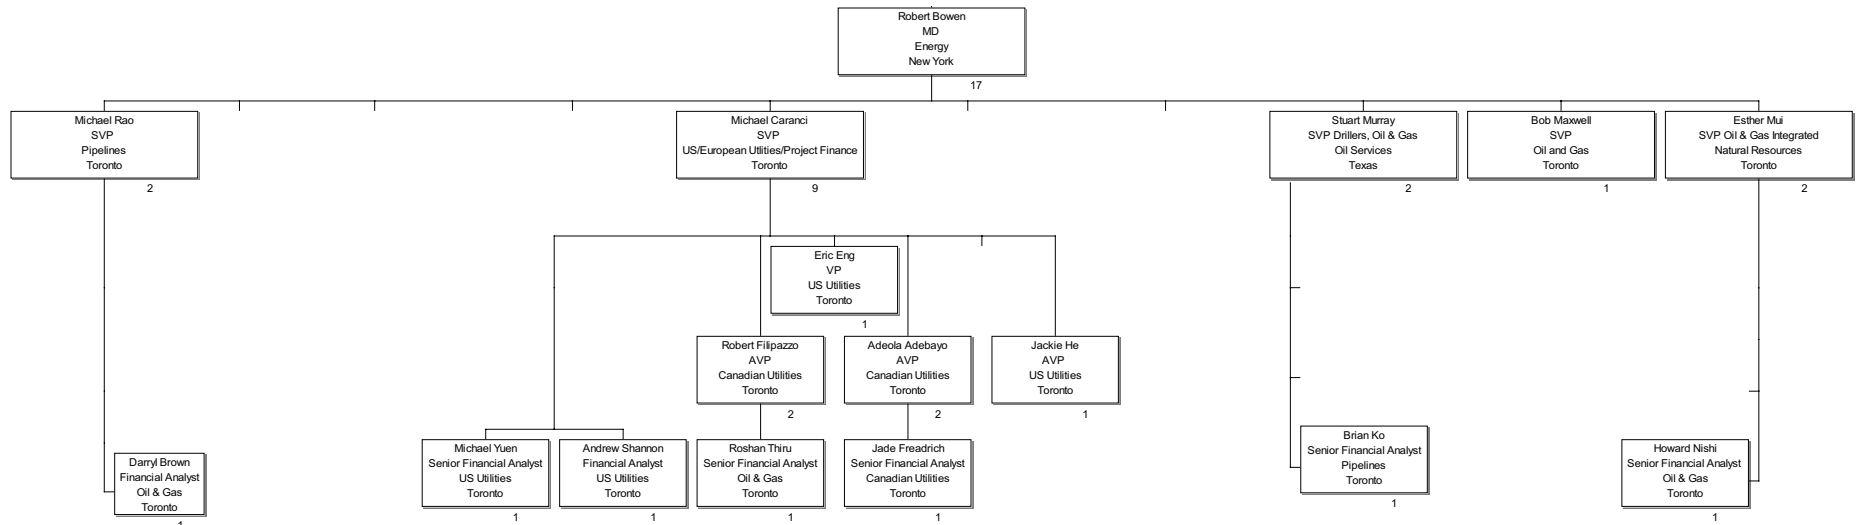 Robert Bowen
MD
Energy
New York
17
Michael Rao
SVP
Pipelines
Toronto
2
Michael Caranci
SVP
US/European Utlities/Project Finance
Toronto
9
Stuart Murray
SVP Drillers, Oil & Gas
Oil Services
Texas
2
Bob Maxwell
SVP
Oil and Gas
Toronto
1
Esther Mui
SVP Oil & Gas Integrated
Natural Resources
Toronto
2
Eric Eng
VP
US Utilities
Toronto
1
Robert Filipazzo
AVP
Canadian Utilities
Toronto
2
Adeola Adebayo
AVP
Canadian Utilities
Toronto
2
Jackie He
AVP
US Utilities
Toronto
1
Darryl Brown
Financial Analyst
Oil & Gas
Toronto
1
Michael Yuen
Senior Financial Analyst
US Utilities
Toronto
1
Andrew Shannon
Financial Analyst
US Utilities
Toronto
1
Roshan Thiru
Senior Financial Analyst
Oil & Gas
Toronto
1
Jade Freadrich
Senior Financial Analyst
Canadian Utilities
Toronto
1
Brian Ko
Senior Financial Analyst
Pipelines
Toronto
1
Howard Nishi
Senior Financial Analyst
Oil & Gas
Toronto
1